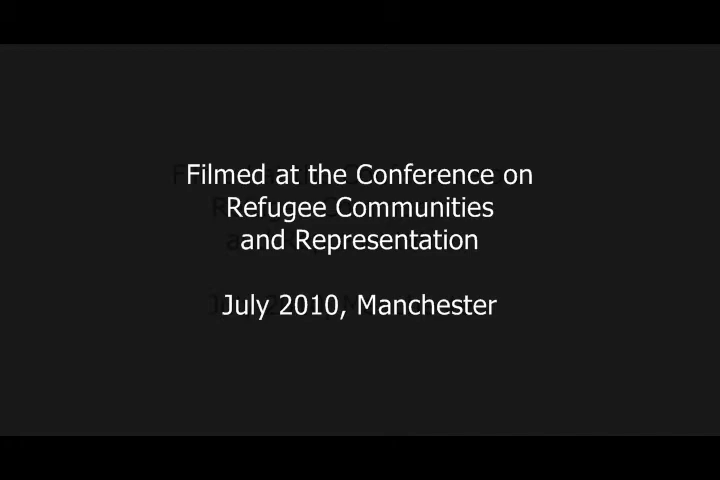 Filmed at the Conference on
Refugee Communities
and Representation
July 2010, Manchester